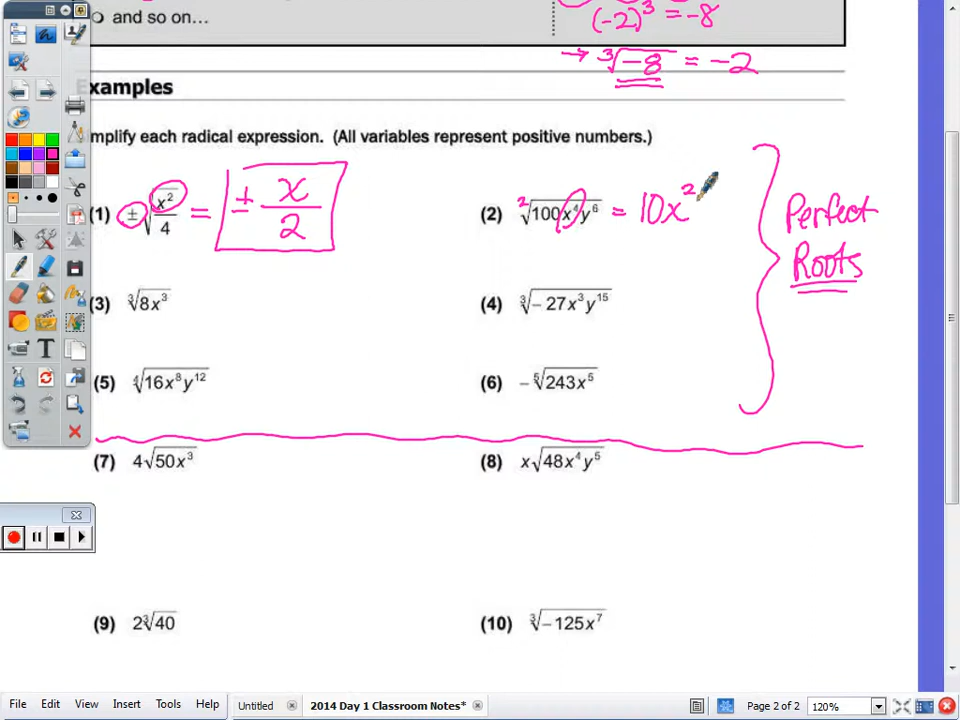 and so on…
(-2)³ = -8
→ ∛-8 = -2
xamples
mplify each radical expression. (All variables represent positive numbers.)
(1) ± √x²/4 = ± x/2
(2) ²√100x⁴y⁶ = 10x²
Perfect
Roots
(3) ∛8x³
(4) ∛-27x³y¹⁵
(5) ∜16x⁸y¹²
(6) -⁵√243x⁵
(7) 4√50x³
(8) x√48x⁴y⁵
(9) 2∛40
(10) ∛-125x⁷
File Edit View Insert Tools Help Untitled 2014 Day 1 Classroom Notes* Page 2 of 2 120%